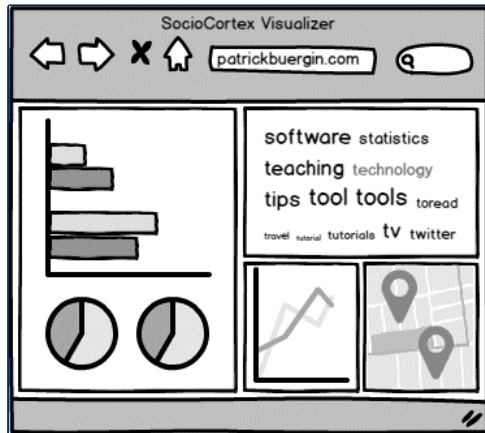 SocioCortex Visualizer
patrickbuergin.com
software statistics
teaching technology
tips tool tools toread
travel tutorial tutorials tv twitter